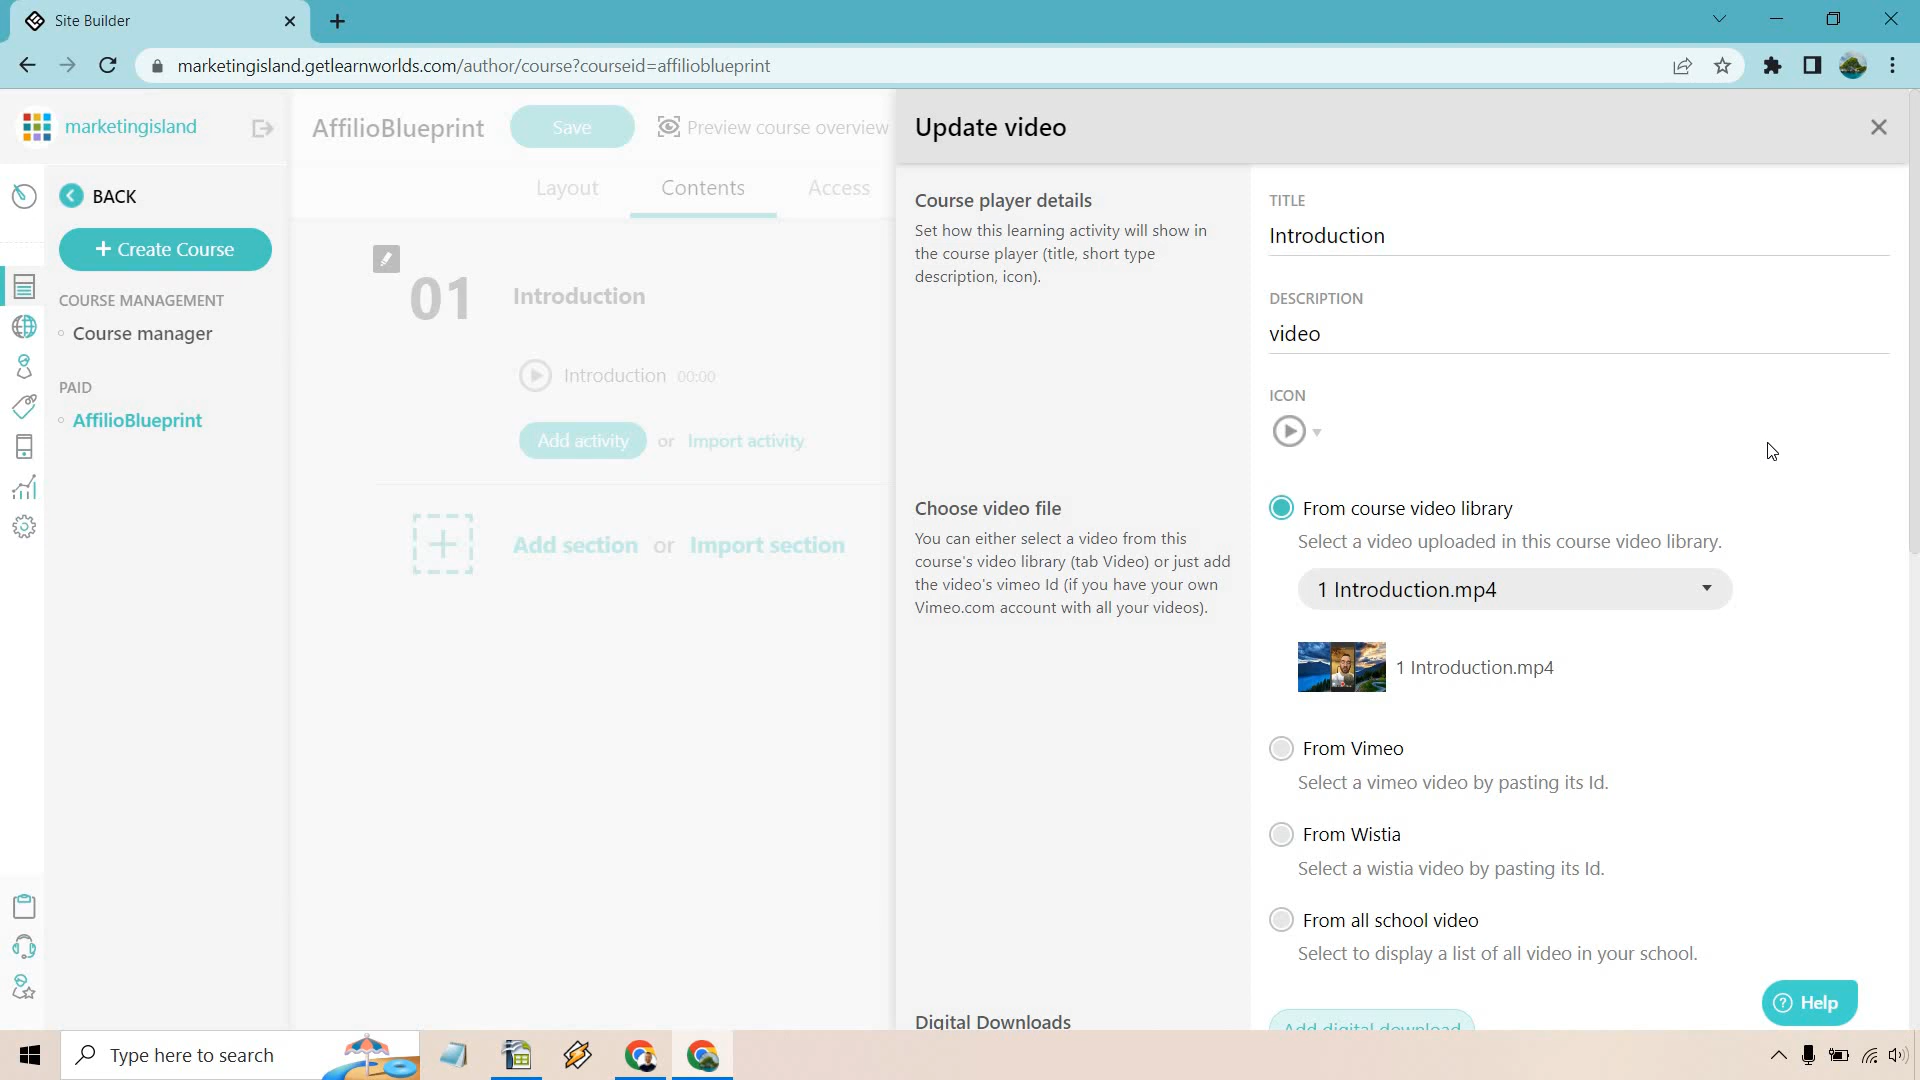 Site Builder
marketingisland.getlearnworlds.com/author/course?courseid=affilioblueprint
marketingisland
BACK
+ Create Course
COURSE MANAGEMENT
Course manager
PAID
AffilioBlueprint
AffilioBlueprint
Save
Preview course overview
Layout
Contents
Access
01
Introduction
Introduction 00:00
Add activity or Import activity
Add section or Import section
Update video
Course player details
Set how this learning activity will show in
the course player (title, short type
description, icon).
TITLE
Introduction
DESCRIPTION
video
ICON
Choose video file
You can either select a video from this
course's video library (tab Video) or just add
the video's vimeo Id (if you have your own
Vimeo.com account with all your videos).
From course video library
Select a video uploaded in this course video library.
1 Introduction.mp4
1 Introduction.mp4
From Vimeo
Select a vimeo video by pasting its Id.
From Wistia
Select a wistia video by pasting its Id.
From all school video
Select to display a list of all video in your school.
Digital Downloads
Add digital download
Help
Type here to search